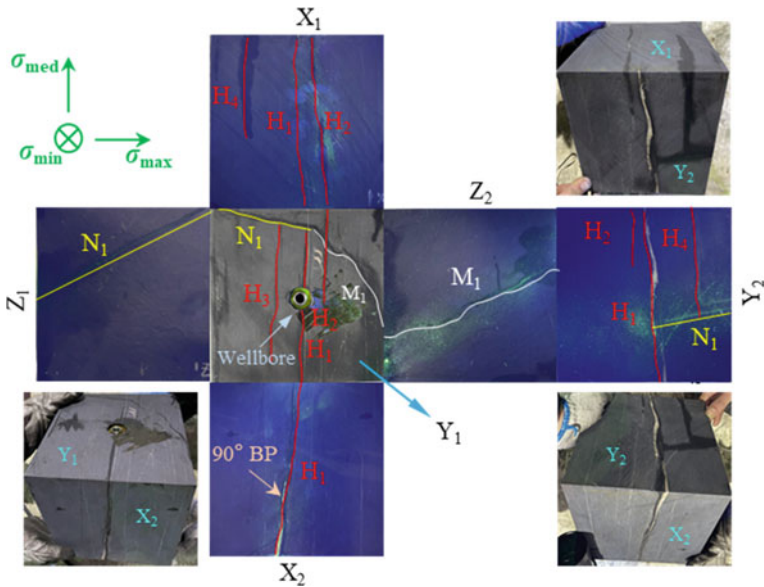 X1
σmed
σmin
σmax
H4
H1
H2
X1
Y2
Z2
Z1
N1
N1
H3
M1
H2
H1
Wellbore
M1
H2
H4
H1
N1
Y2
Y1
Y1
X2
90° BP
H1
X2
Y2
X2